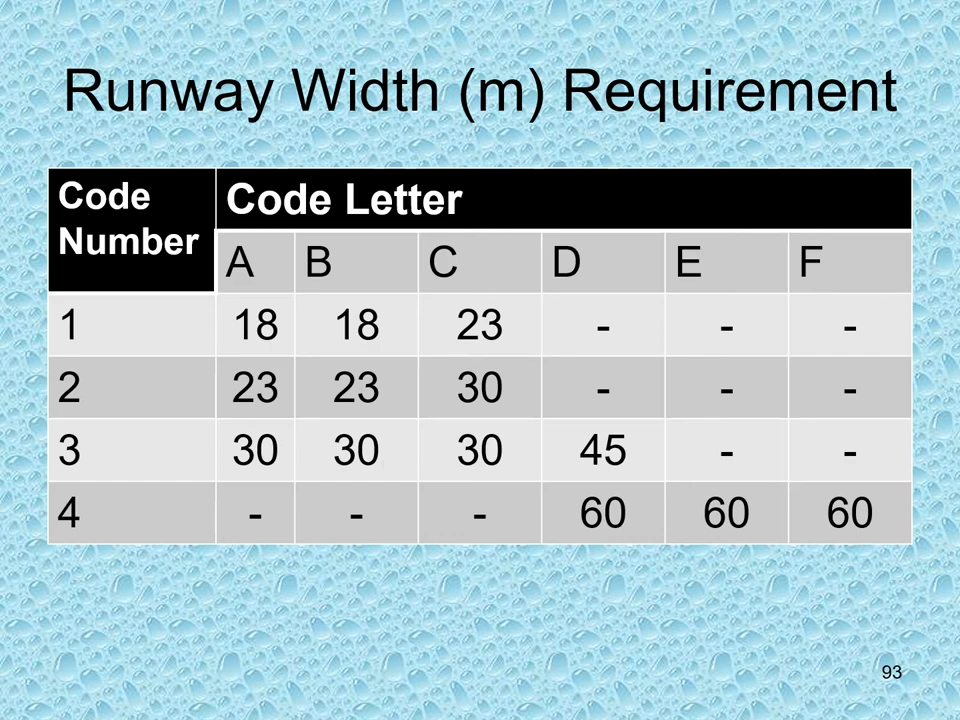 Runway Width (m) Requirement
Code Number Code Letter
A B C D E F
1 18 18 23 - - -
2 23 23 30 - - -
3 30 30 30 45 - -
4 - - - 60 60 60
93